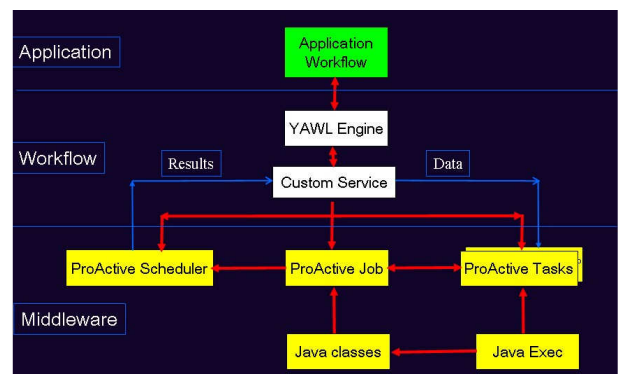 Application
Application
Workflow
YAWL Engine
Workflow
Results
Data
Custom Service
ProActive Scheduler
ProActive Job
ProActive Tasks
Middleware
Java classes
Java Exec